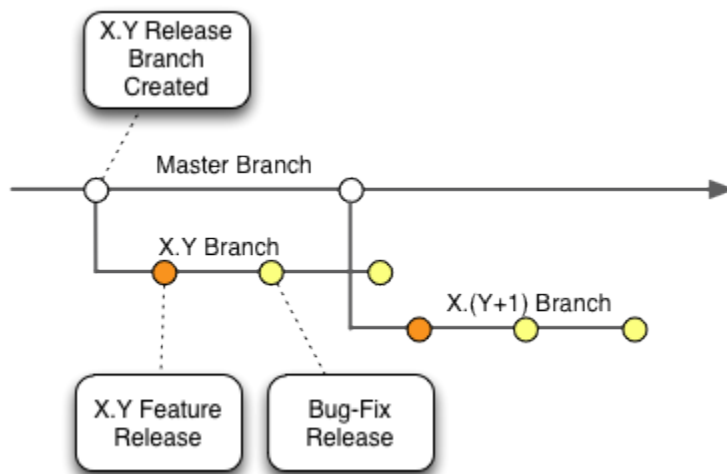 X.Y Release
Branch
Created
Master Branch
X.Y Branch
X.(Y+1) Branch
X.Y Feature
Release
Bug-Fix
Release